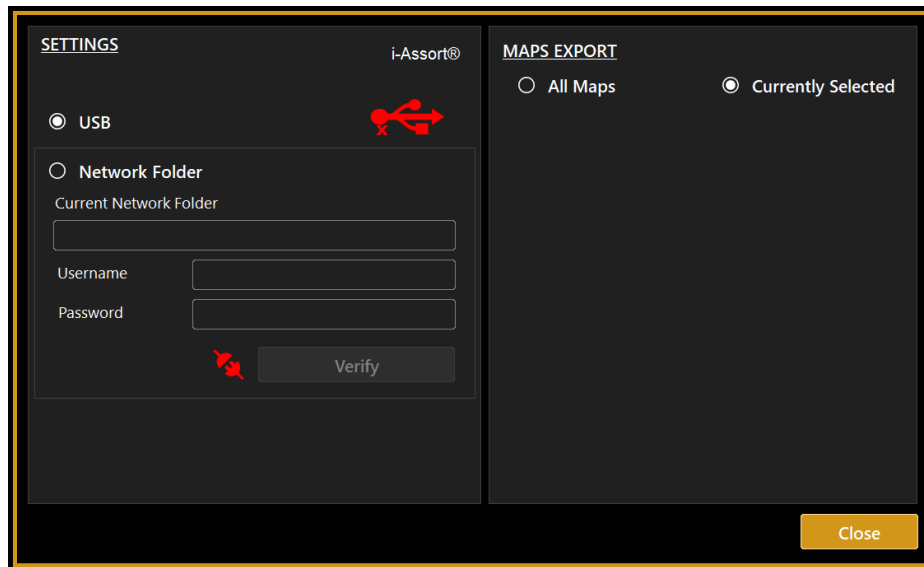 SETTINGS
i-Assort®
USB
Network Folder
Current Network Folder
Username
Password
Verify
MAPS EXPORT
All Maps
Currently Selected
Close